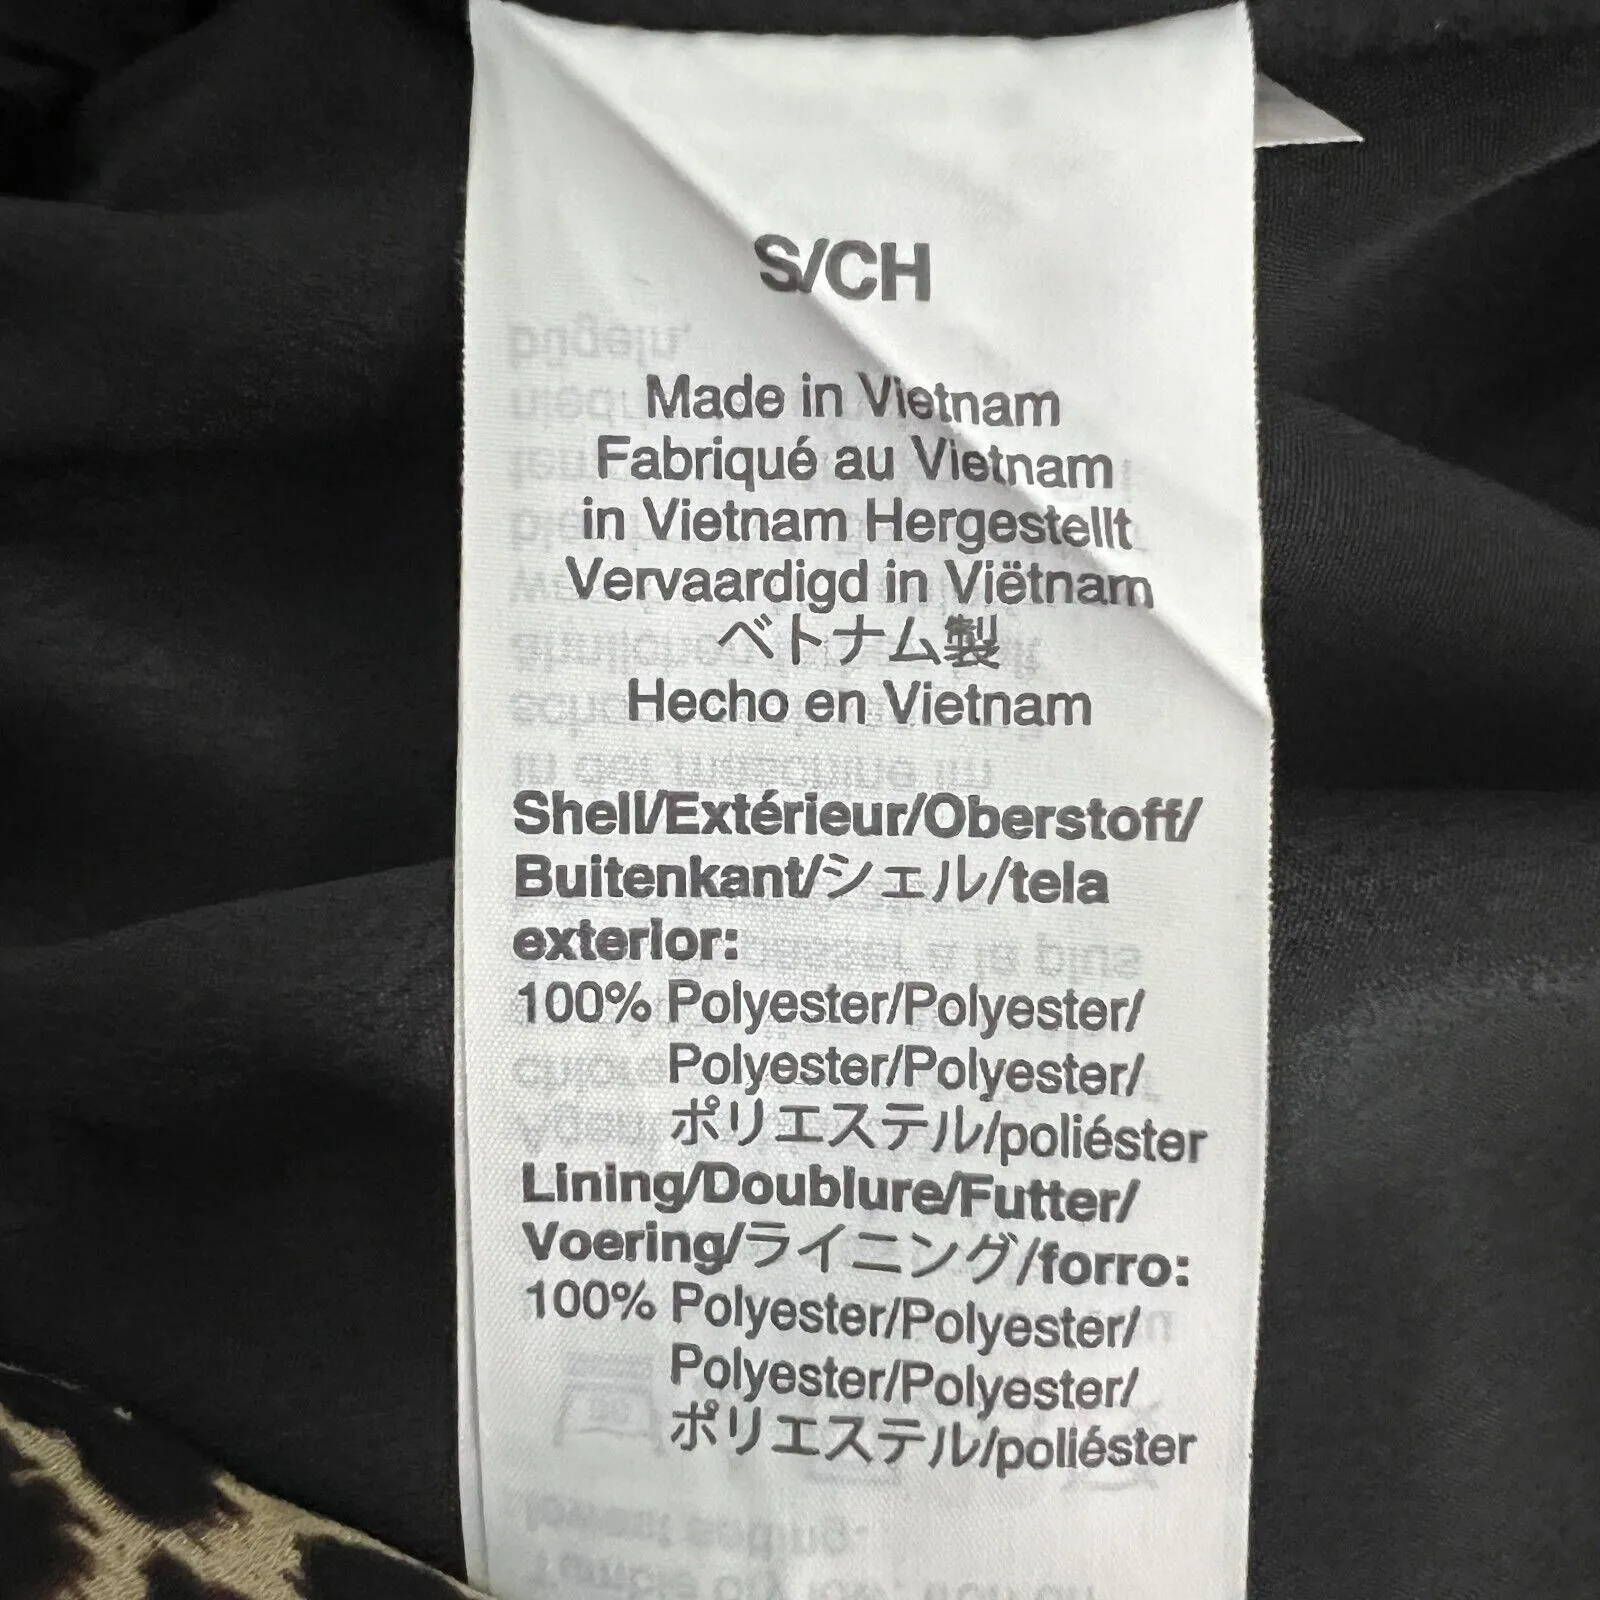 S/CH
Made in Vietnam
Fabriqué au Vietnam
in Vietnam Hergestellt
Vervaardigd in Viëtnam
ベトナム製
Hecho en Vietnam
Shell/Extérieur/Oberstoff/
Buitenkant/シェル/tela
exterior:
100% Polyester/Polyester/
Polyester/Polyester/
ポリエステル/poliéster
Lining/Doublure/Futter/
Voering/ライニング/forro:
100% Polyester/Polyester/
Polyester/Polyester/
ポリエステル/poliéster